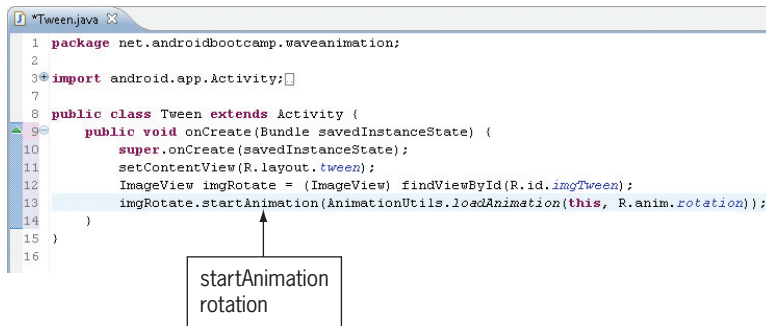 *Tween.java
1 package net.androidbootcamp.waveanimation;
2
3 import android.app.Activity;
7
8 public class Tween extends Activity {
9 public void onCreate(Bundle savedInstanceState) {
10 super.onCreate(savedInstanceState);
11 setContentView(R.layout.tween);
12 ImageView imgRotate = (ImageView) findViewById(R.id.imgTween);
13 imgRotate.startAnimation(AnimationUtils.loadAnimation(this, R.anim.rotation));
14 }
15 }
16
startAnimation
rotation